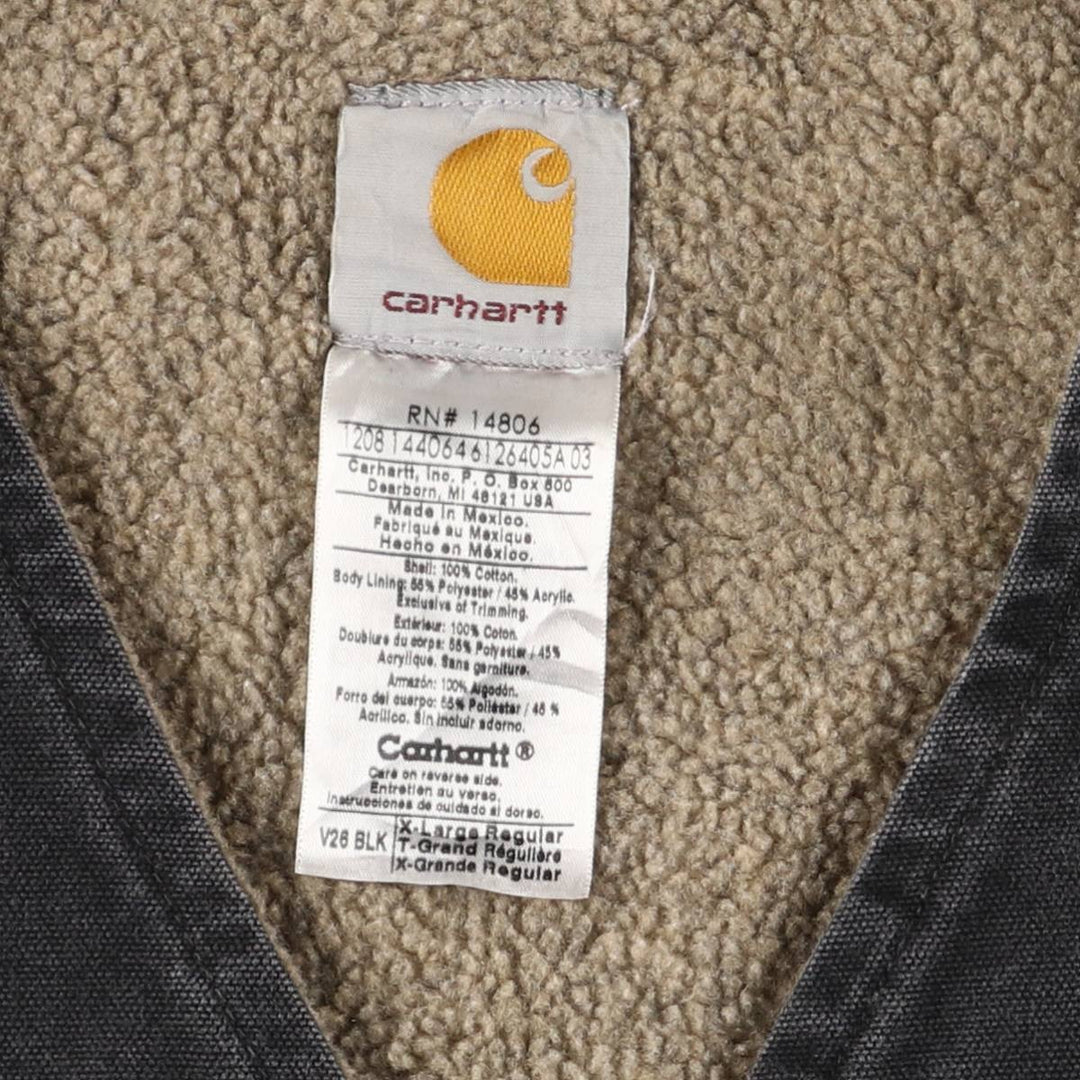 carhartt
RN# 14806
1208144064 6126405A 03
Carhartt, Inc. P. O. Box 600
Dearborn, MI 48121 USA
Made in Mexico.
Fabriqué au Mexique.
Hecho en México.
Shell: 100% Cotton.
Body Lining: 55% Polyester / 45% Acrylic.
Exclusive of Trimming.
Extérieur: 100% Coton.
Doublure du corps: 55% Polyester / 45%
Acrylique. Sans garniture.
Armazón: 100% Algodón.
Forro del cuerpo: 55% Poliéster / 45 %
Acrílico. Sin incluir adorno.
Carhartt®
Care on reverse side.
Entretien au verso.
Instrucciones de cuidado al dorso.
V26 BLK
X-Large Regular
T-Grand Régulière
X-Grande Regular